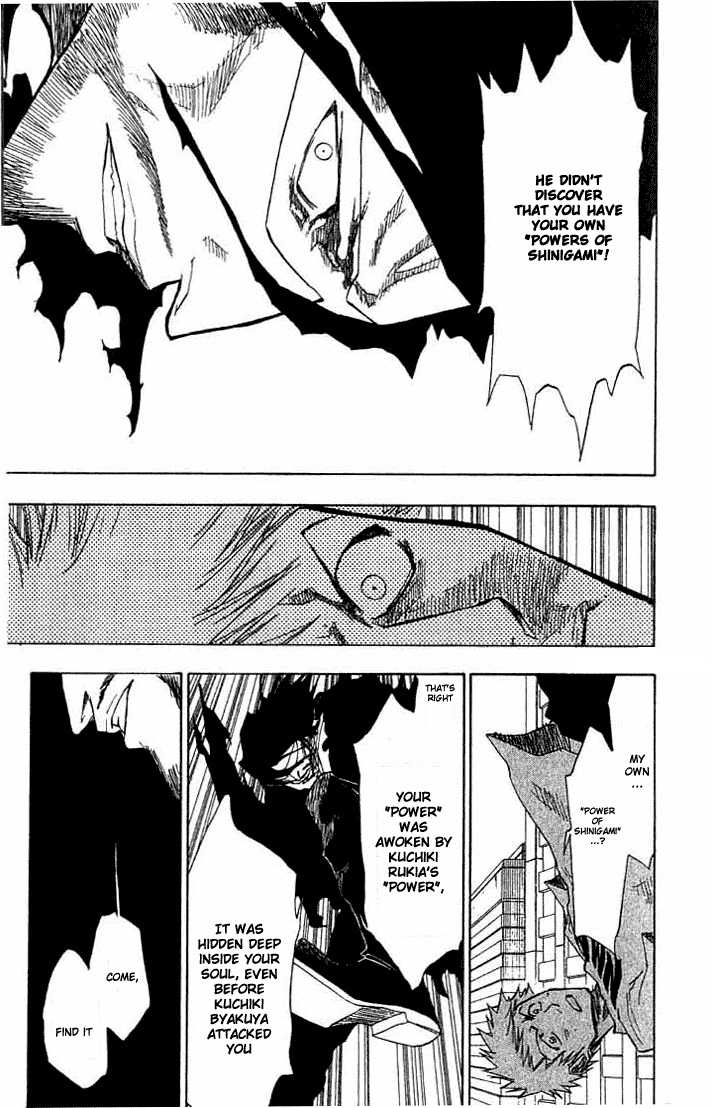 HE DIDN'T
DISCOVER
THAT YOU HAVE
YOUR OWN
"POWERS OF
SHINIGAMI"!
MY
OWN
...
"POWER
OF
SHINIGAMI"
...?
THAT'S
RIGHT
YOUR
"POWER"
WAS
AWOKEN BY
KUCHIKI
RUKIA'S
"POWER",
IT WAS
HIDDEN DEEP
INSIDE YOUR
SOUL, EVEN
BEFORE
KUCHIKI
BYAKUYA
ATTACKED
YOU
COME,
FIND IT